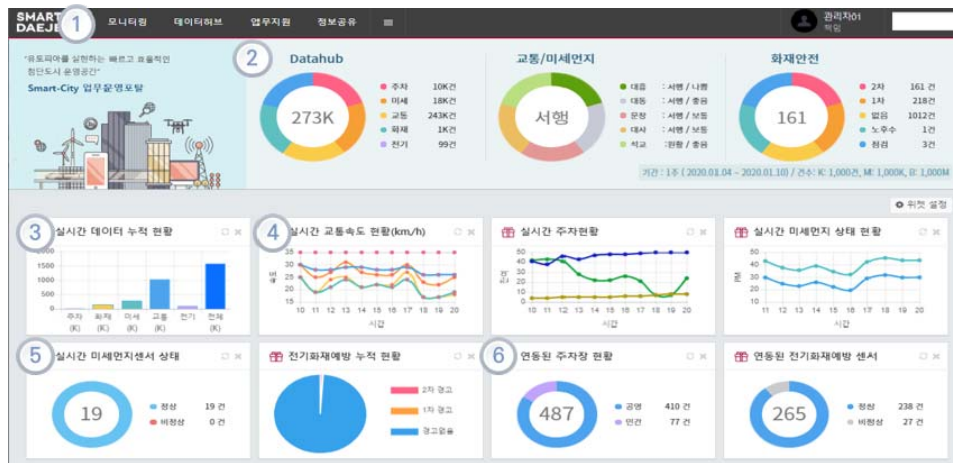 SMART
DAEJE
1
모니터링
데이터허브
업무지원
정보공유
관리자01
책임
"유토피아를 실현하는 빠르고 효율적인
첨단도시 운영공간"
Smart-City 업무운영포탈
2
Datahub
273K
주차 10K건
미세 18K건
교통 243K건
화재 1K건
전기 99건
교통/미세먼지
서행
대흥 : 서행 / 나쁨
대동 : 서행 / 좋음
문창 : 서행 / 보통
대사 : 서행 / 보통
석교 :원활 / 좋음
화재안전
161
2차 161 건
1차 218건
없음 1012건
노후수 1건
점검 3건
기간 : 1주 ( 2020.01.04 ~ 2020.01.10) / 건수: K: 1,000건, M: 1,000K, B: 1,000M
위젯 설정
3
실시간 데이터 누적 현황
2000
1500
1000
500
0
주차 화재 미세 교통 전기 전체
(K) (K) (K) (K) (K)
4
실시간 교통속도 현황(km/h)
35
30
25
20
15
속도
10 11 12 13 14 15 16 17 18 19 20
시간
실시간 주차현황
50
40
30
20
10
0
잔여
10 11 12 13 14 15 16 17 18 19 20
시간
실시간 미세먼지 상태 현황
50
40
30
20
10
PM
10 11 12 13 14 15 16 17 18 19 20
시간
5
실시간 미세먼지센서 상태
19
정상 19 건
비정상 0 건
전기화재예방 누적 현황
2차 경고
1차 경고
경고없음
6
연동된 주차장 현황
487
공영 410 건
민간 77 건
연동된 전기화재예방 센서
265
정상 238 건
비정상 27 건